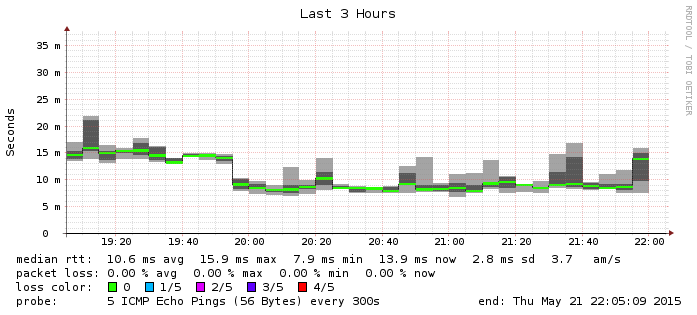 Last 3 Hours
RRDTOOL / TOBI OETIKER
Seconds
35 m
30 m
25 m
20 m
15 m
10 m
5 m
0
19:20 19:40 20:00 20:20 20:40 21:00 21:20 21:40 22:00
median rtt: 10.6 ms avg 15.9 ms max 7.9 ms min 13.9 ms now 2.8 ms sd 3.7 am/s
packet loss: 0.00 % avg 0.00 % max 0.00 % min 0.00 % now
loss color: 0 1/5 2/5 3/5 4/5
probe: 5 ICMP Echo Pings (56 Bytes) every 300s end: Thu May 21 22:05:09 2015